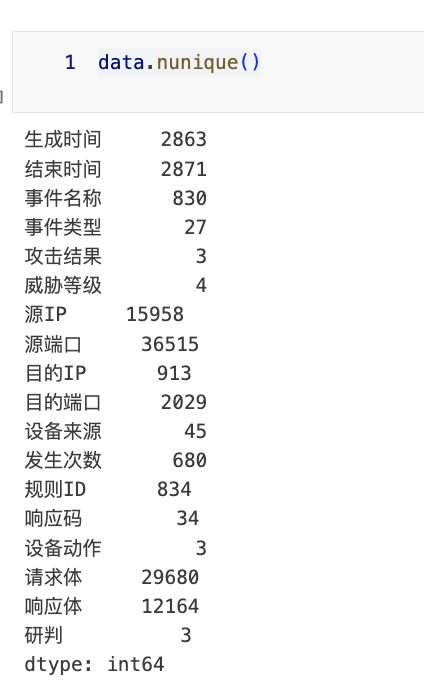 1 data.nunique()
生成时间 2863
结束时间 2871
事件名称 830
事件类型 27
攻击结果 3
威胁等级 4
源IP 15958
源端口 36515
目的IP 913
目的端口 2029
设备来源 45
发生次数 680
规则ID 834
响应码 34
设备动作 3
请求体 29680
响应体 12164
研判 3
dtype: int64